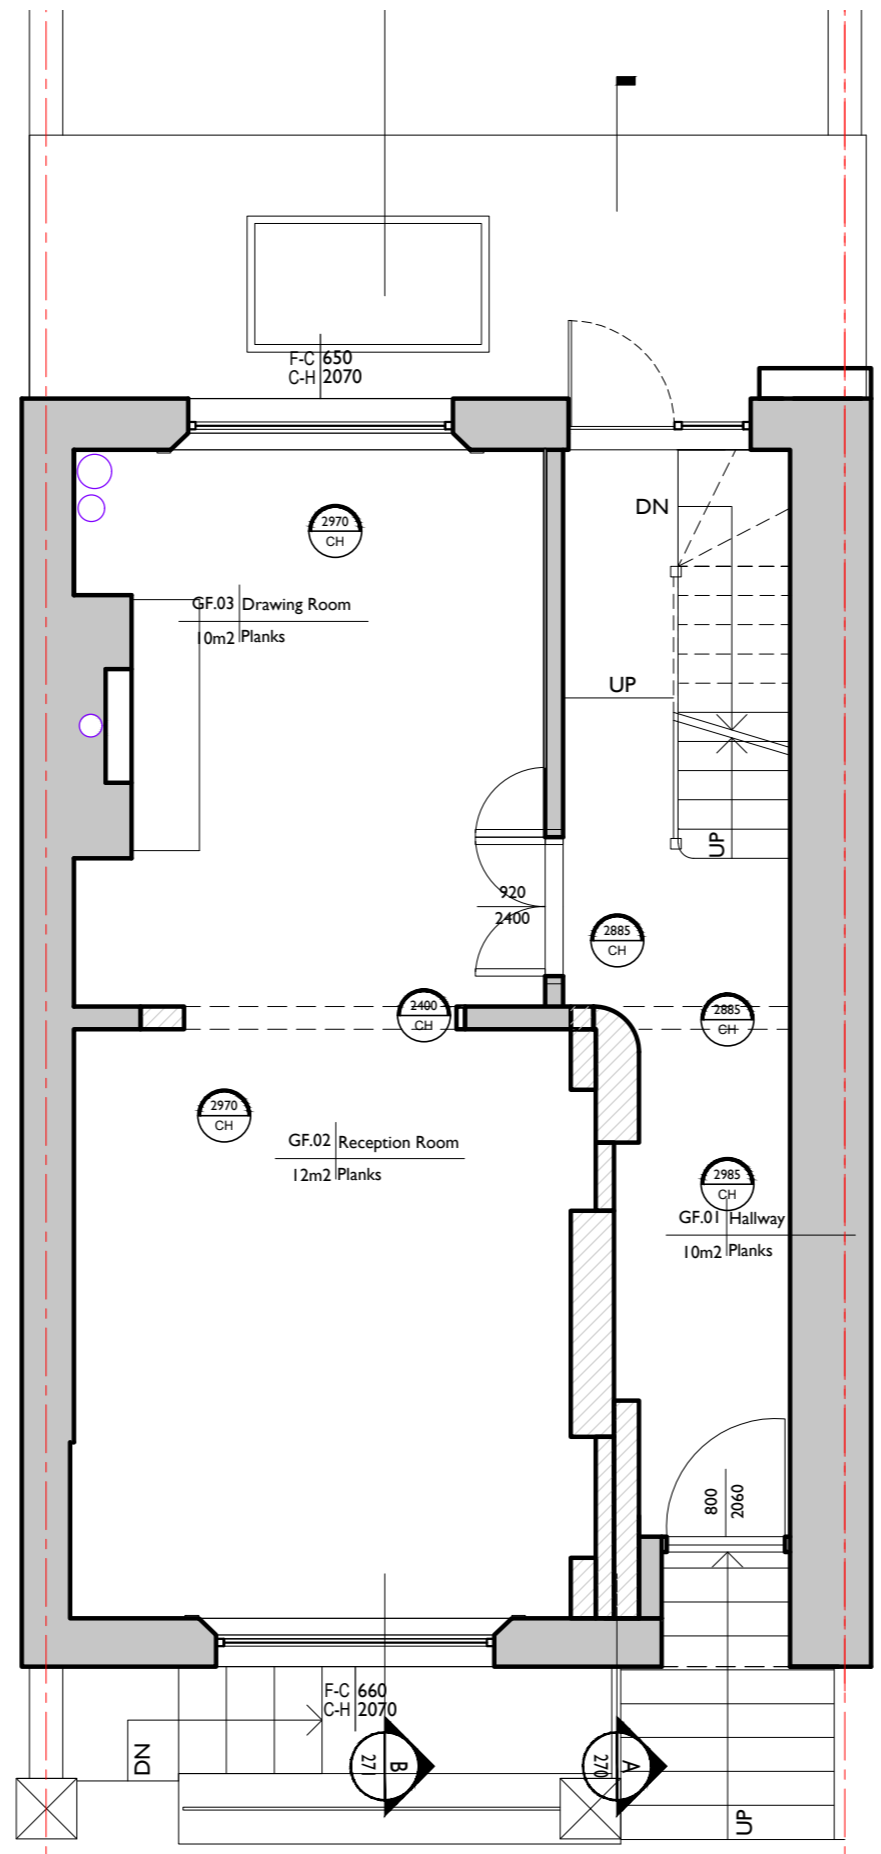 F-C 650
C-H 2070
DN
2970
CH
GF.03 Drawing Room
10m2 Planks
UP
UP
920
2400
2885
CH
2400
CH
2885
CH
2970
CH
GF.02 Reception Room
12m2 Planks
2985
CH
GF.01 Hallway
10m2 Planks
800
2060
F-C 660
C-H 2070
DN
B
271
A
270
UP